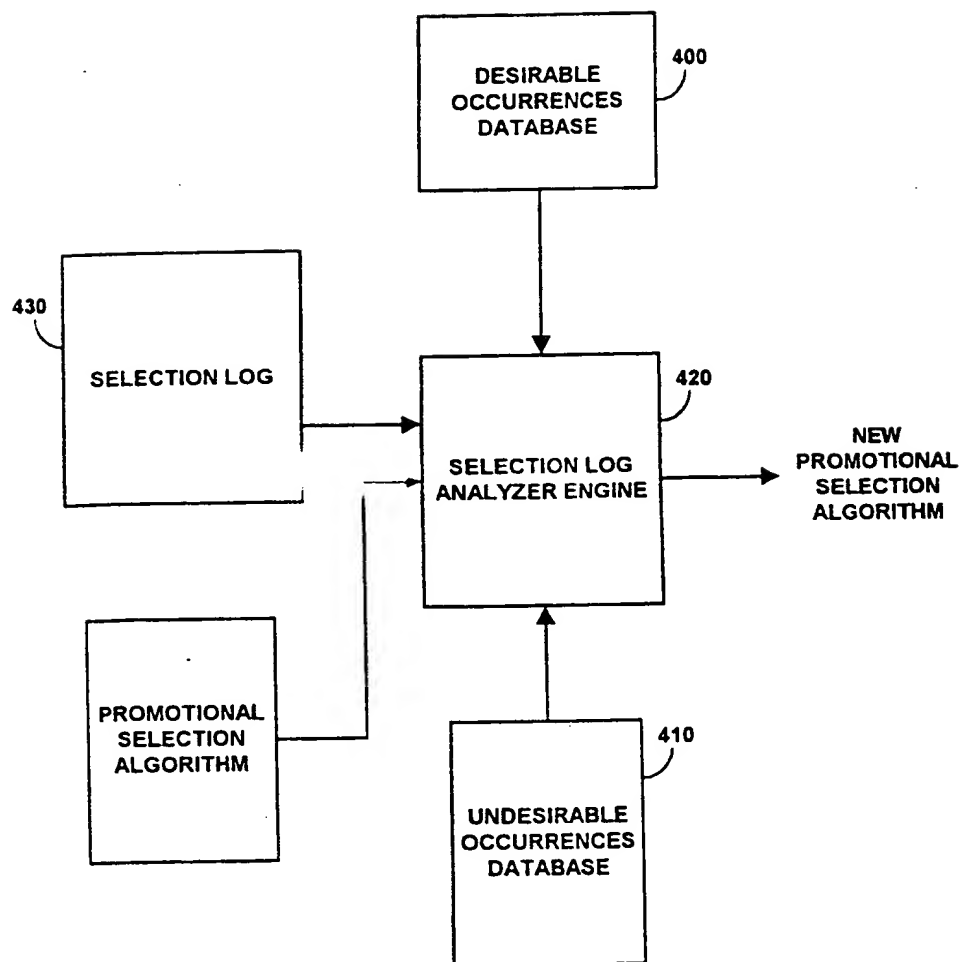 DESIRABLE
OCCURRENCES
DATABASE
400
430
SELECTION LOG
420
SELECTION LOG
ANALYZER ENGINE
NEW
PROMOTIONAL
SELECTION
ALGORITHM
PROMOTIONAL
SELECTION
ALGORITHM
410
UNDESIRABLE
OCCURRENCES
DATABASE